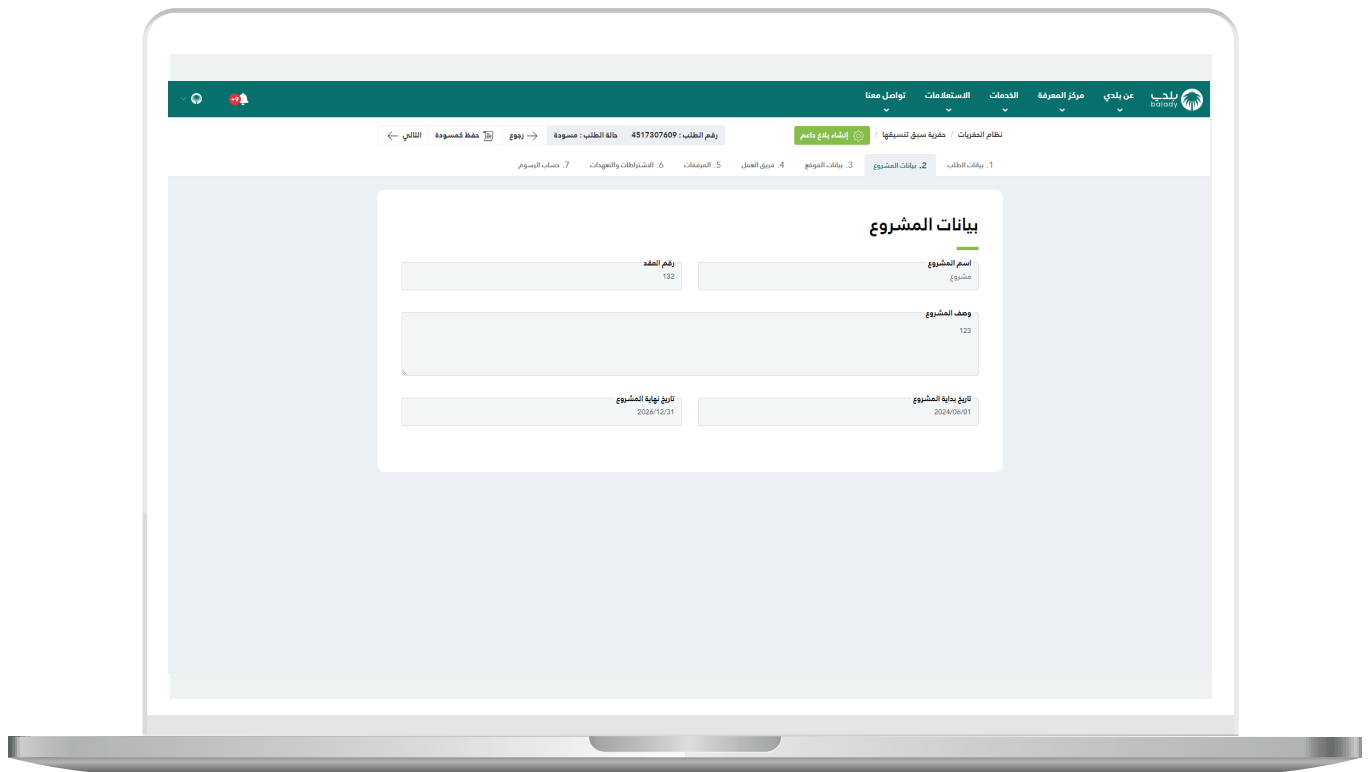 بلدي
balady
عن بلدي
مركز المعرفة
الخدمات
الاستعلامات
تواصل معنا
+9
نظام الحفريات / حفرية سبق تنسيقها /
إنشاء بلاغ داعم
رقم الطلب : 4517307609
حالة الطلب : مسودة
رجوع
حفظ كمسودة
التالي
1. بيانات الطلب
2. بيانات المشروع
3. بيانات الموقع
4. فريق العمل
5. المرفقات
6. الاشتراطات والتعهدات
7. حساب الرسوم
بيانات المشروع
اسم المشروع
مشروع
رقم العقد
132
وصف المشروع
123
تاريخ بداية المشروع
2024/06/01
تاريخ نهاية المشروع
2026/12/31